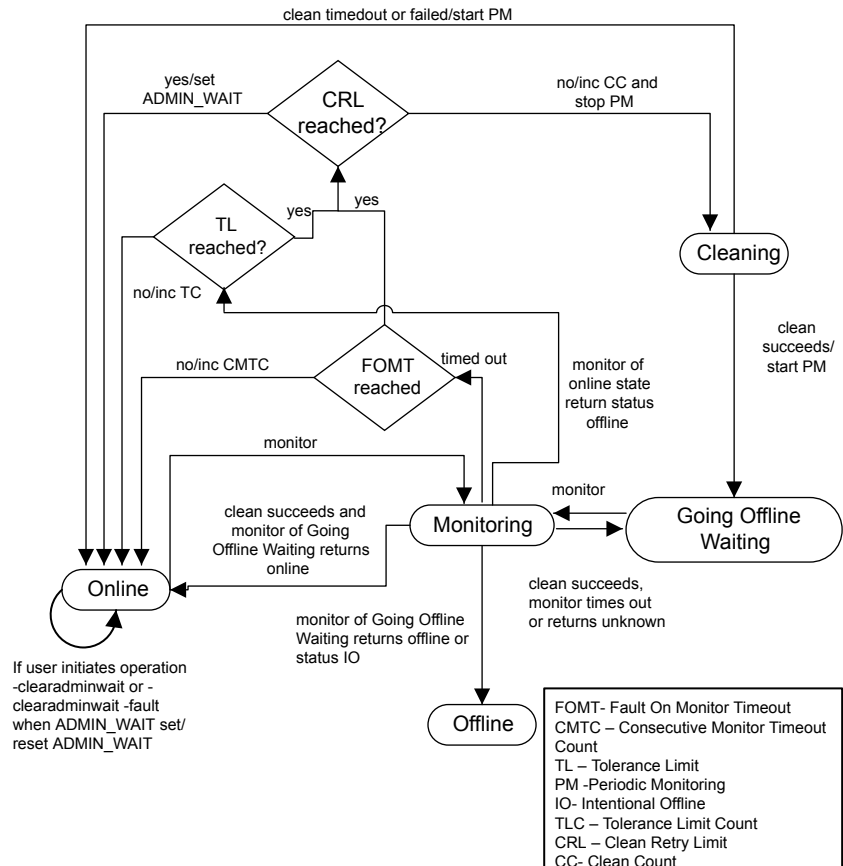 clean timedout or failed/start PM
yes/set
ADMIN_WAIT
CRL
reached?
no/inc CC and
stop PM
TL
reached?
yes
yes
Cleaning
no/inc TC
clean
succeeds/
start PM
no/inc CMTC
FOMT
reached
timed out
monitor of
online state
return status
offline
monitor
clean succeeds and
monitor of Going
Offline Waiting returns
online
Monitoring
monitor
Going Offline
Waiting
Online
clean succeeds,
monitor times out
or returns unknown
monitor of Going Offline
Waiting returns offline or
status IO
If user initiates operation
-clearadminwait or -
clearadminwait -fault
when ADMIN_WAIT set/
reset ADMIN_WAIT
Offline
FOMT- Fault On Monitor Timeout
CMTC – Consecutive Monitor Timeout
Count
TL – Tolerance Limit
PM -Periodic Monitoring
IO- Intentional Offline
TLC – Tolerance Limit Count
CRL – Clean Retry Limit
CC- Clean Count